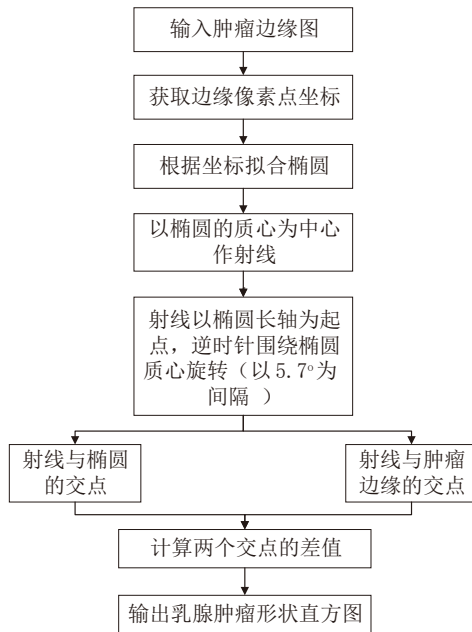 输入肿瘤边缘图
获取边缘像素点坐标
根据坐标拟合椭圆
以椭圆的质心为中心
作射线
射线以椭圆长轴为起
点，逆时针围绕椭圆
质心旋转（以 5.7°为
间隔 ）
射线与椭圆
的交点
射线与肿瘤
边缘的交点
计算两个交点的差值
输出乳腺肿瘤形状直方图